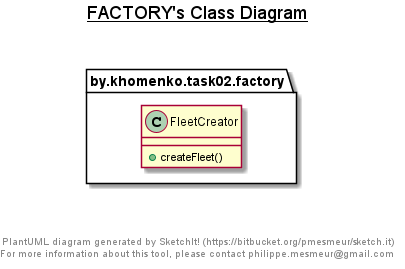 FACTORY's Class Diagram
by.khomenko.task02.factory
C FleetCreator
createFleet()
PlantUML diagram generated by SketchIt! (https://bitbucket.org/pmesmeur/sketch.it)
For more information about this tool, please contact philippe.mesmeur@gmail.com